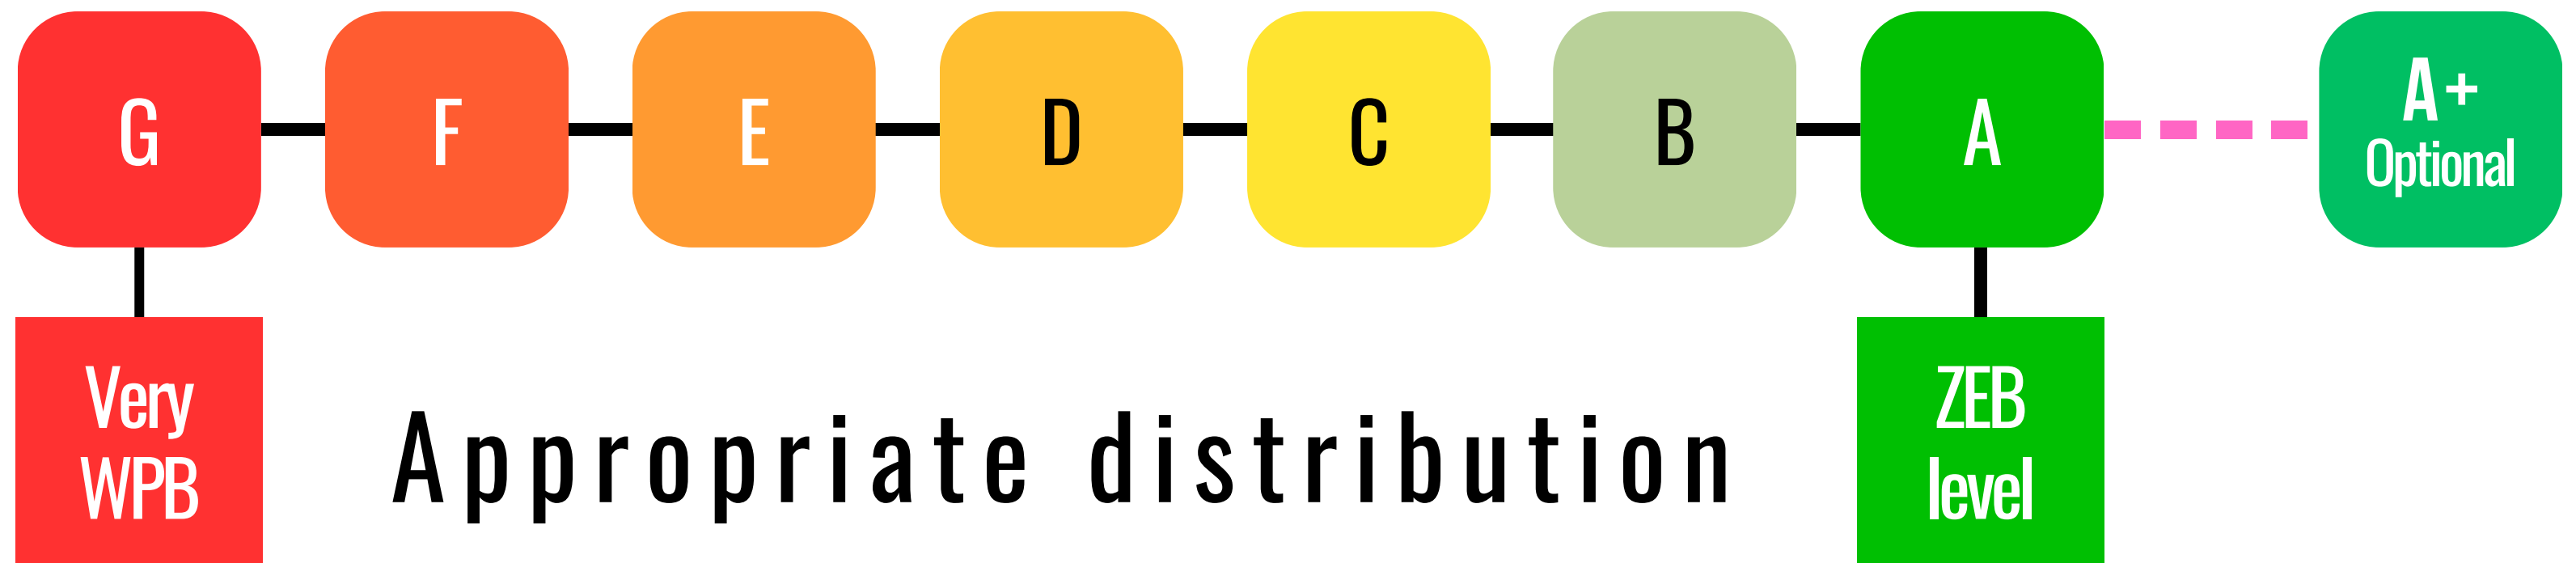 G F E D C B A A+
Optional
Very
WPB
Appropriate distribution
ZEB
level